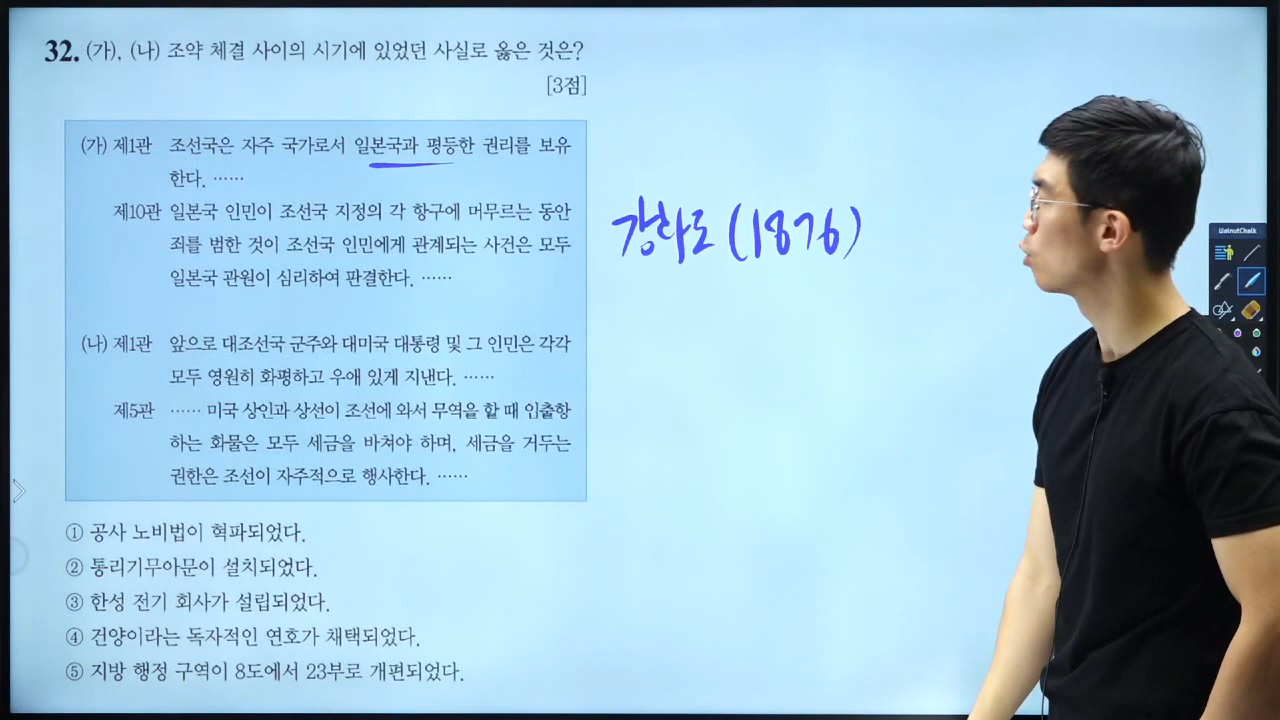 32. (가), (나) 조약 체결 사이의 시기에 있었던 사실로 옳은 것은?
[3점]
(가) 제1관 조선국은 자주 국가로서 일본국과 평등한 권리를 보유
한다. ……
제10관 일본국 인민이 조선국 지정의 각 항구에 머무르는 동안
죄를 범한 것이 조선국 인민에게 관계되는 사건은 모두
일본국 관원이 심리하여 판결한다. ……
(나) 제1관 앞으로 대조선국 군주와 대미국 대통령 및 그 인민은 각각
모두 영원히 화평하고 우애 있게 지낸다. ……
제5관 …… 미국 상인과 상선이 조선에 와서 무역을 할 때 입출항
하는 화물은 모두 세금을 바쳐야 하며, 세금을 거두는
권한은 조선이 자주적으로 행사한다. ……
① 공사 노비법이 혁파되었다.
② 통리기무아문이 설치되었다.
③ 한성 전기 회사가 설립되었다.
④ 건양이라는 독자적인 연호가 채택되었다.
⑤ 지방 행정 구역이 8도에서 23부로 개편되었다.
강화도 (1876)
WalnutChalk